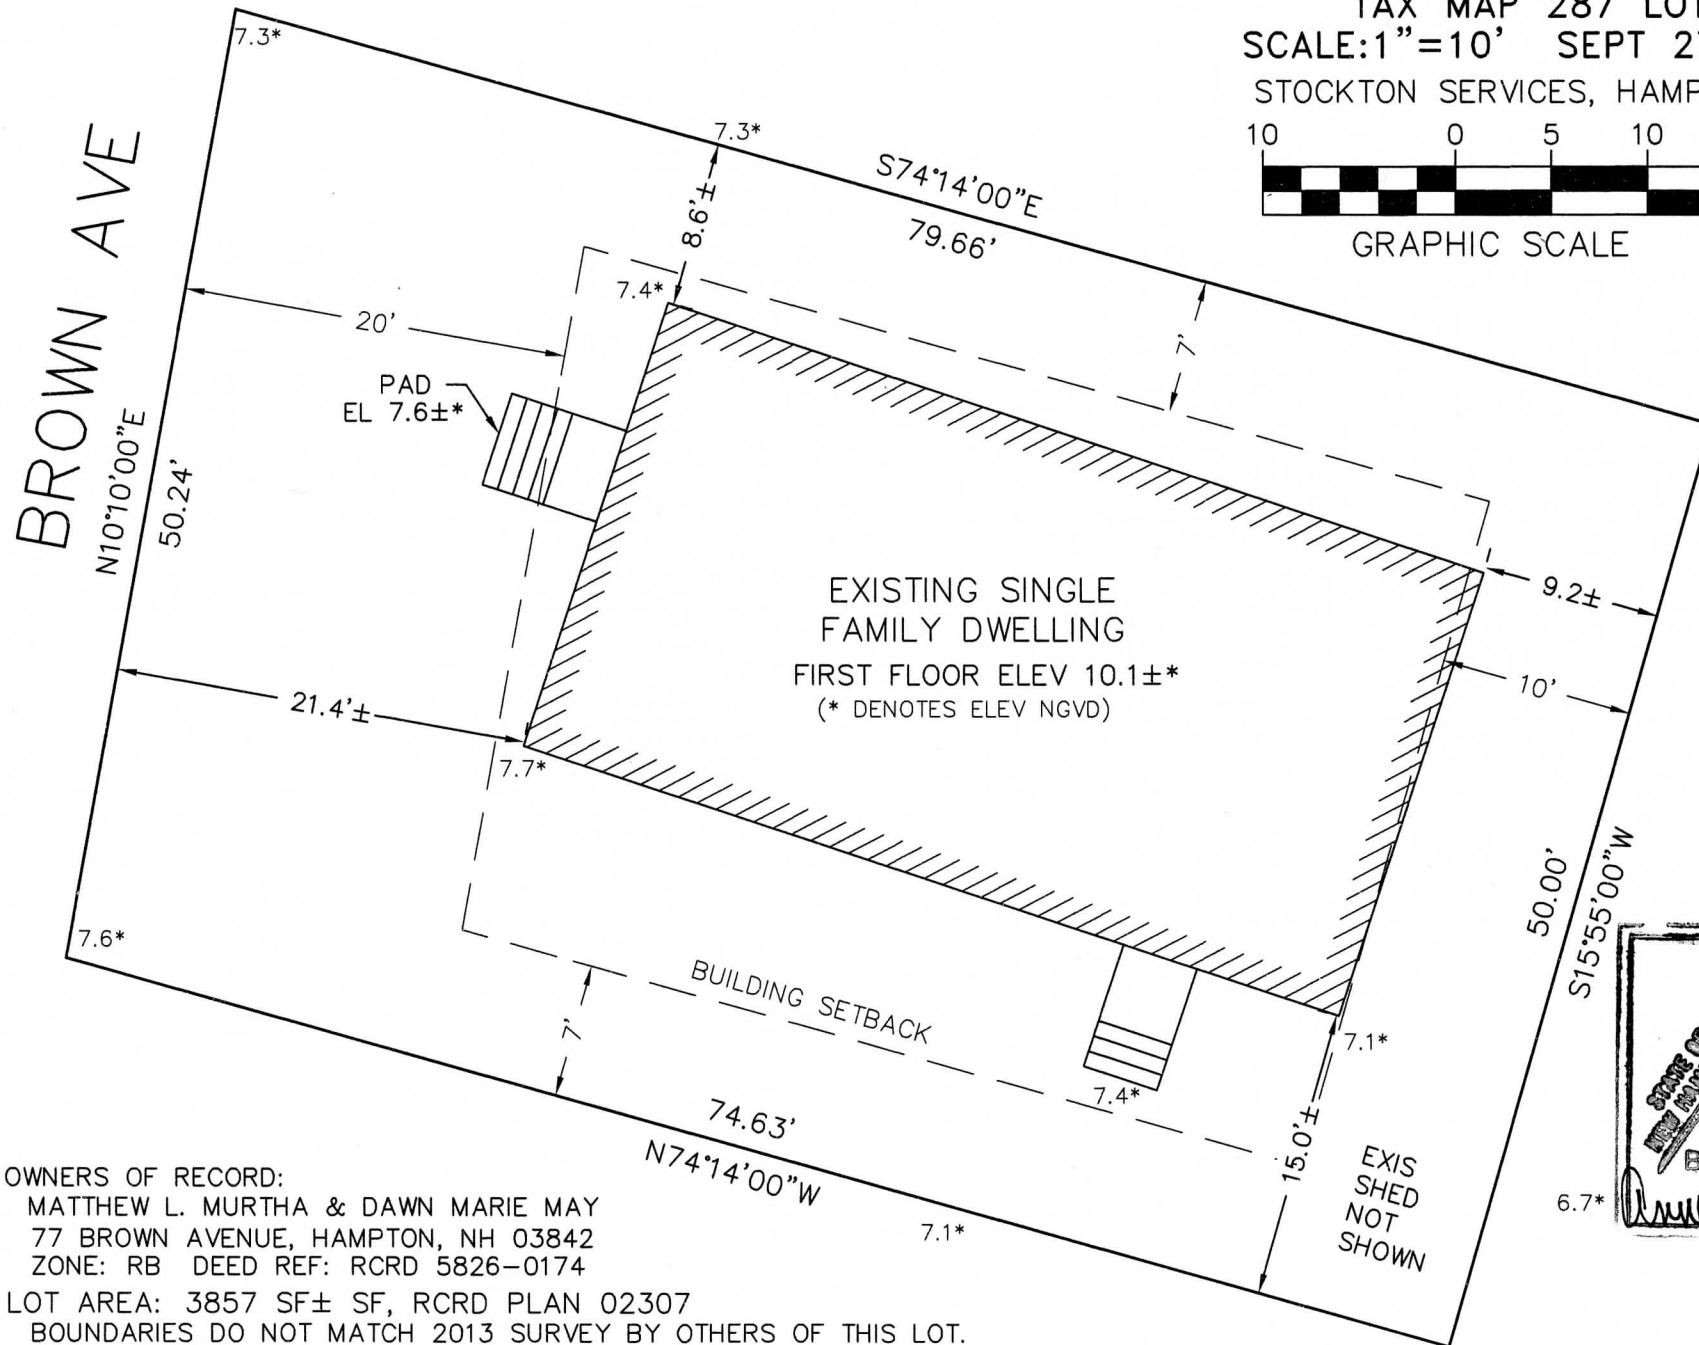 TAX MAP 287 LOT
SCALE:1"=10' SEPT 2
STOCKTON SERVICES, HAMP
10 0 5 10
GRAPHIC SCALE
BROWN AVE
N10°10'00"E
50.24'
7.3*
7.3*
S74°14'00"E
79.66'
8.6'±
7.4*
20'
7'
PAD
EL 7.6±*
EXISTING SINGLE
FAMILY DWELLING
FIRST FLOOR ELEV 10.1±*
(* DENOTES ELEV NGVD)
9.2±
10'
21.4'±
7.7*
50.00'
S15°55'00"W
7.6*
BUILDING SETBACK
7'
7.1*
7.4*
15.0'±
74.63'
N74°14'00"W
7.1*
EXIS
SHED
NOT
SHOWN
6.7*
STATE OF
NEW
OWNERS OF RECORD:
MATTHEW L. MURTHA & DAWN MARIE MAY
77 BROWN AVENUE, HAMPTON, NH 03842
ZONE: RB DEED REF: RCRD 5826-0174
LOT AREA: 3857 SF± SF, RCRD PLAN 02307
BOUNDARIES DO NOT MATCH 2013 SURVEY BY OTHERS OF THIS LOT.